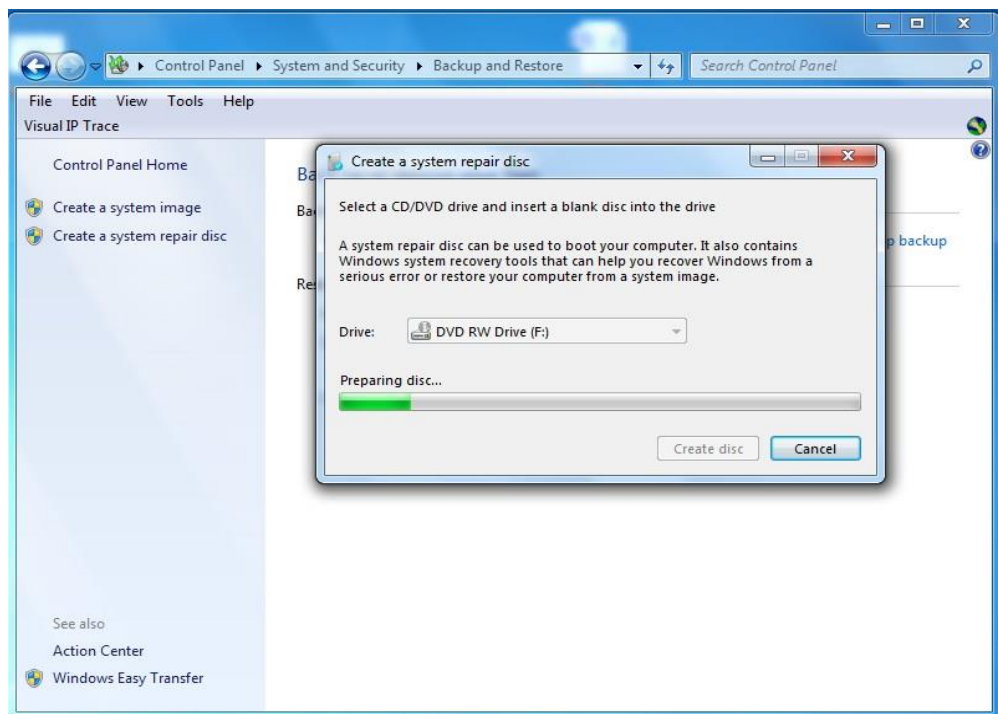 Control Panel ▸ System and Security ▸ Backup and Restore
Search Control Panel
File Edit View Tools Help
Visual IP Trace
Control Panel Home
Create a system image
Create a system repair disc
Ba
Ba
Res
p backup
Create a system repair disc
Select a CD/DVD drive and insert a blank disc into the drive
A system repair disc can be used to boot your computer. It also contains
Windows system recovery tools that can help you recover Windows from a
serious error or restore your computer from a system image.
Drive: DVD RW Drive (F:)
Preparing disc...
Create disc Cancel
See also
Action Center
Windows Easy Transfer